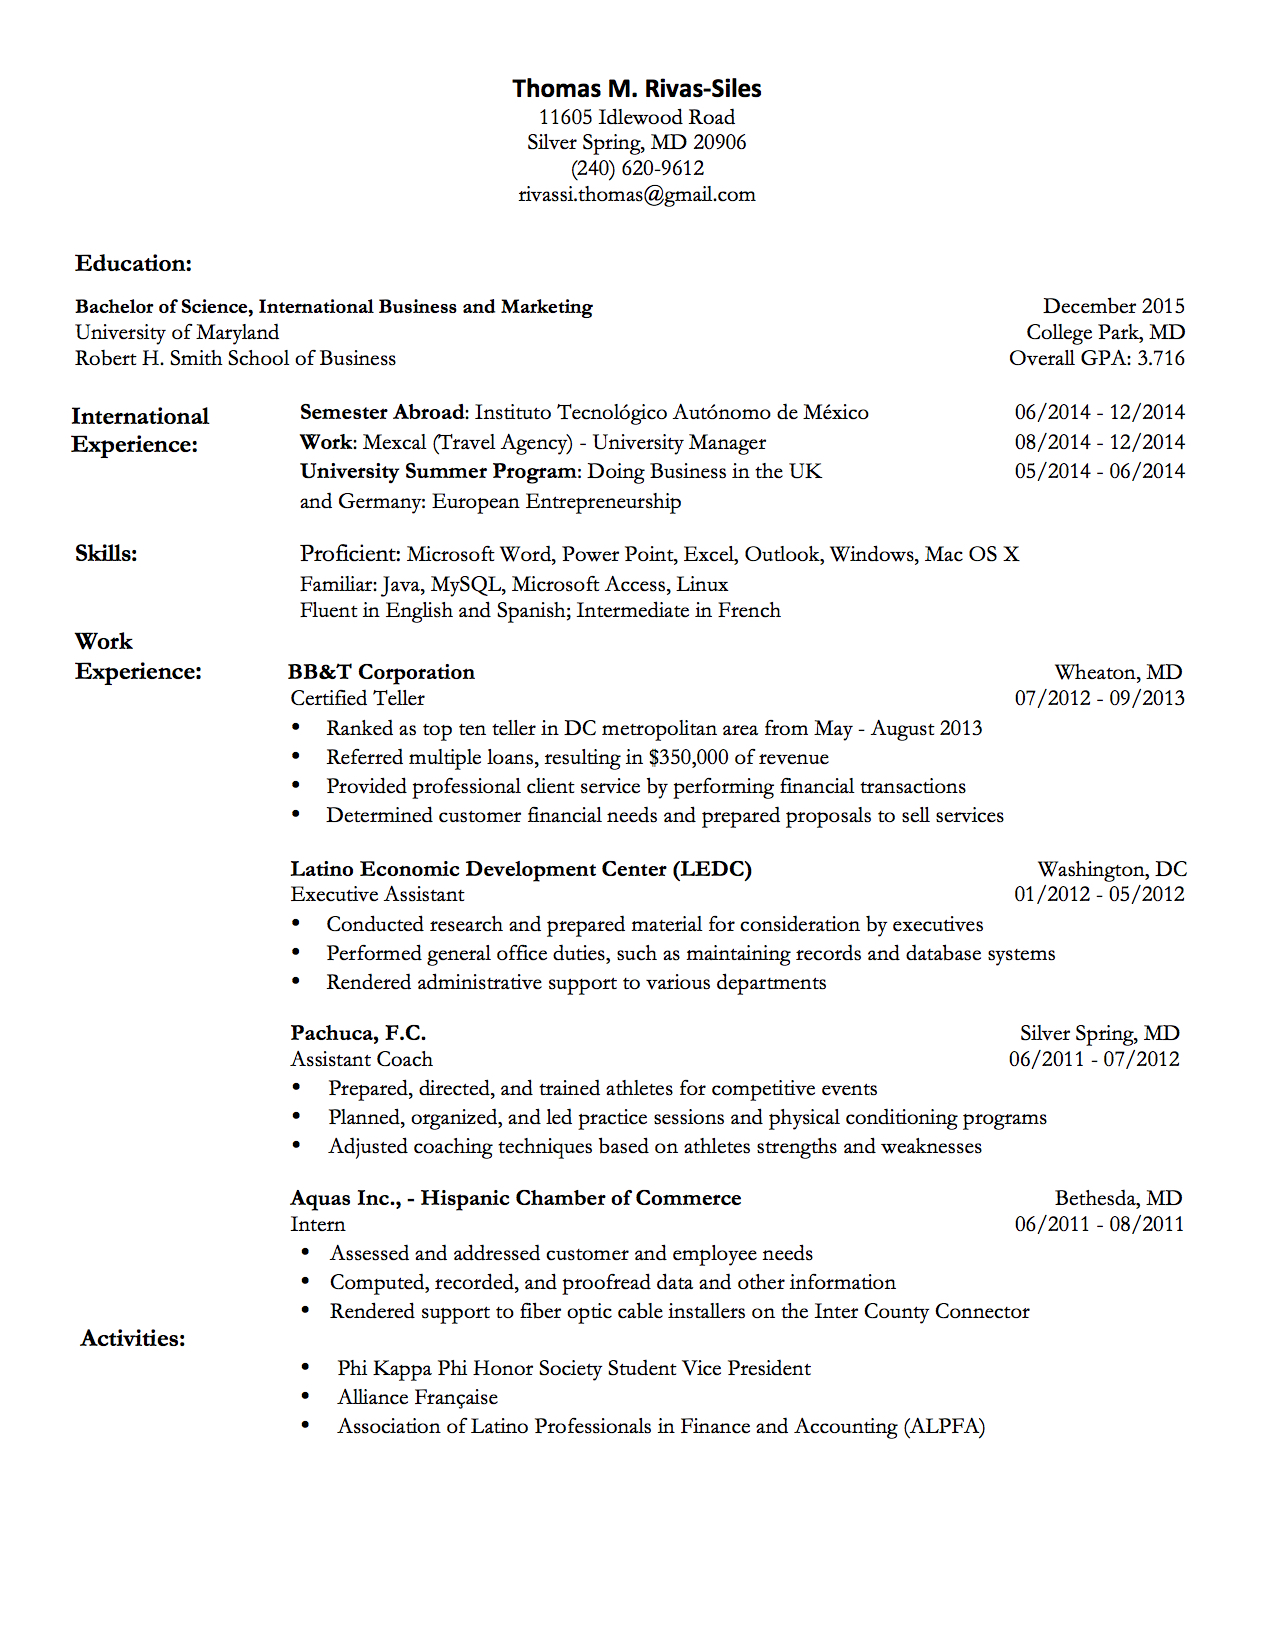 Thomas M. Rivas-Siles
11605 Idlewood Road
Silver Spring, MD 20906
(240) 620-9612
rivassi.thomas@gmail.com
Education:
Bachelor of Science, International Business and Marketing December 2015
University of Maryland College Park, MD
Robert H. Smith School of Business Overall GPA: 3.716
International Experience:
Semester Abroad: Instituto Tecnológico Autónomo de México 06/2014 - 12/2014
Work: Mexcal (Travel Agency) - University Manager 08/2014 - 12/2014
University Summer Program: Doing Business in the UK 05/2014 - 06/2014
and Germany: European Entrepreneurship
Skills: Proficient: Microsoft Word, Power Point, Excel, Outlook, Windows, Mac OS X
Familiar: Java, MySQL, Microsoft Access, Linux
Fluent in English and Spanish; Intermediate in French
Work
Experience: BB&T Corporation Wheaton, MD
Certified Teller 07/2012 - 09/2013
• Ranked as top ten teller in DC metropolitan area from May - August 2013
• Referred multiple loans, resulting in $350,000 of revenue
• Provided professional client service by performing financial transactions
• Determined customer financial needs and prepared proposals to sell services
Latino Economic Development Center (LEDC) Washington, DC
Executive Assistant 01/2012 - 05/2012
• Conducted research and prepared material for consideration by executives
• Performed general office duties, such as maintaining records and database systems
• Rendered administrative support to various departments
Pachuca, F.C. Silver Spring, MD
Assistant Coach 06/2011 - 07/2012
• Prepared, directed, and trained athletes for competitive events
• Planned, organized, and led practice sessions and physical conditioning programs
• Adjusted coaching techniques based on athletes strengths and weaknesses
Aquas Inc., - Hispanic Chamber of Commerce Bethesda, MD
Intern 06/2011 - 08/2011
• Assessed and addressed customer and employee needs
• Computed, recorded, and proofread data and other information
• Rendered support to fiber optic cable installers on the Inter County Connector
Activities:
• Phi Kappa Phi Honor Society Student Vice President
• Alliance Française
• Association of Latino Professionals in Finance and Accounting (ALPFA)